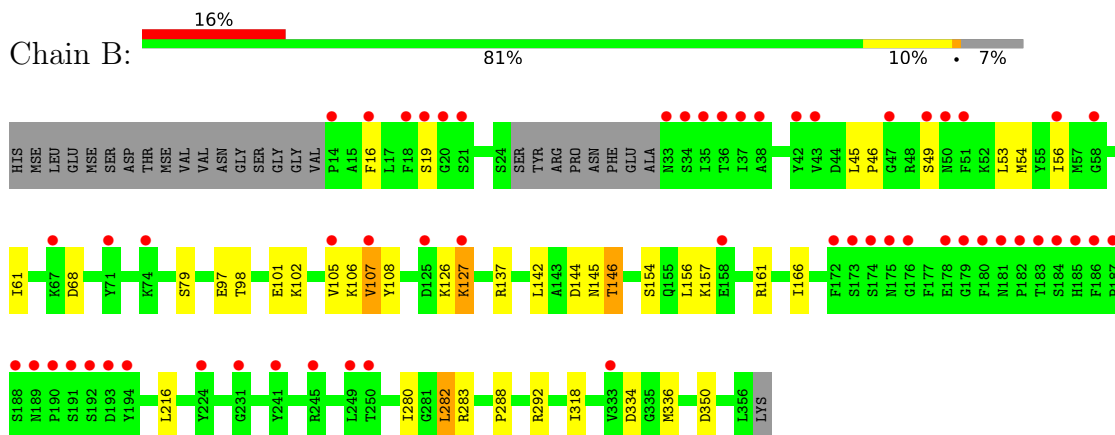 16%
Chain B:
81% 10% • 7%
HIS MSE LEU GLU MSE SER ASP THR MSE VAL VAL ASN GLY SER GLY GLY VAL P14 A15 F16 L17 F18 S19 G20 S21 S24 SER TYR ARG PRO ASN PHE GLU ALA N33 S34 I35 T36 I37 A38 Y42 V43 D44 L45 P46 G47 R48 S49 N50 F51 K52 L53 M54 Y55 I56 M57 G58
I61 K67 D68 Y71 K74 S79 E97 T98 E101 K102 V105 K106 V107 Y108 D125 K126 K127 R137 L142 A143 D144 N145 T146 S154 Q155 L156 K157 E158 R161 I166 F172 S173 S174 N175 G176 F177 E178 G179 F180 N181 P182 T183 S184 H185 F186 P187
S188 N189 P190 S191 S192 D193 Y194 L216 Y224 G231 Y241 R245 L249 T250 I280 G281 L282 R283 P288 R292 I318 V333 D334 G335 M336 D350 L356 LYS